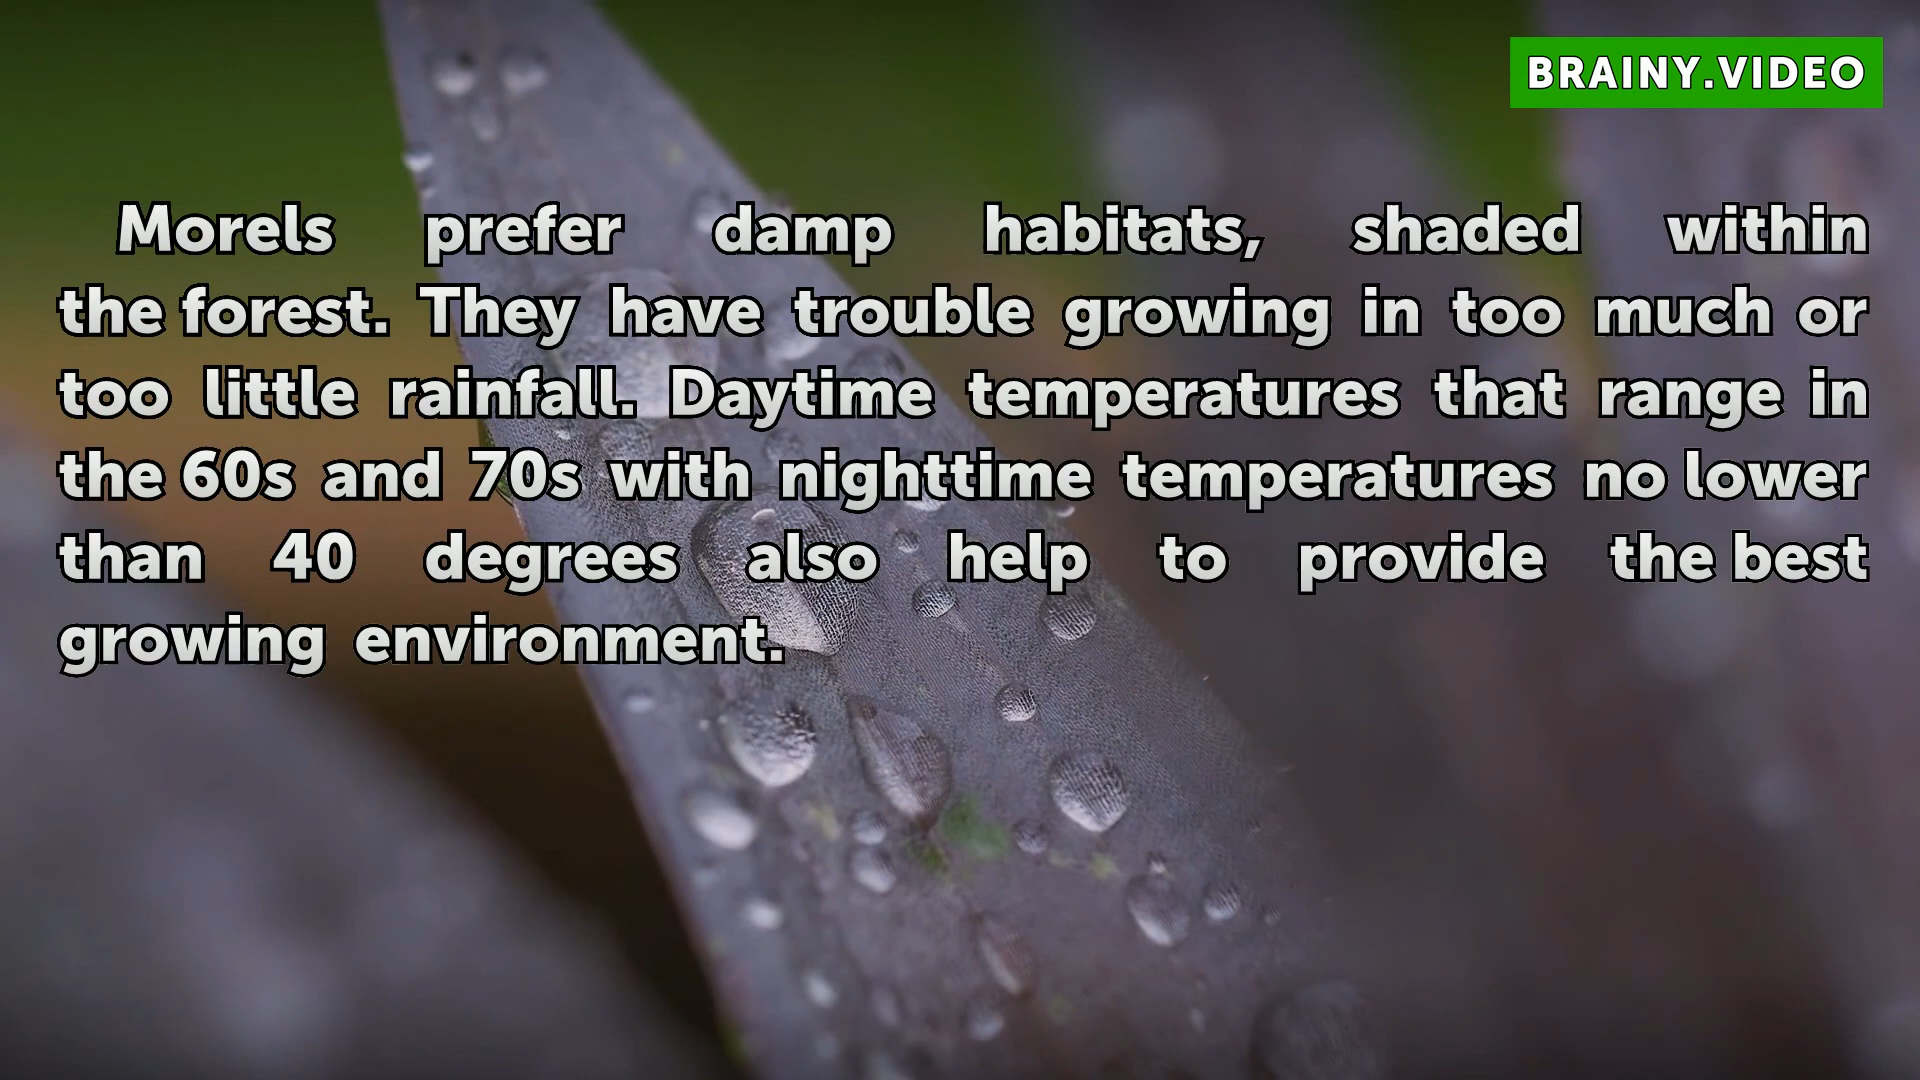 BRAINY.VIDEO
Morels prefer damp habitats, shaded within
the forest. They have trouble growing in too much or
too little rainfall. Daytime temperatures that range in
the 60s and 70s with nighttime temperatures no lower
than 40 degrees also help to provide the best
growing environment.